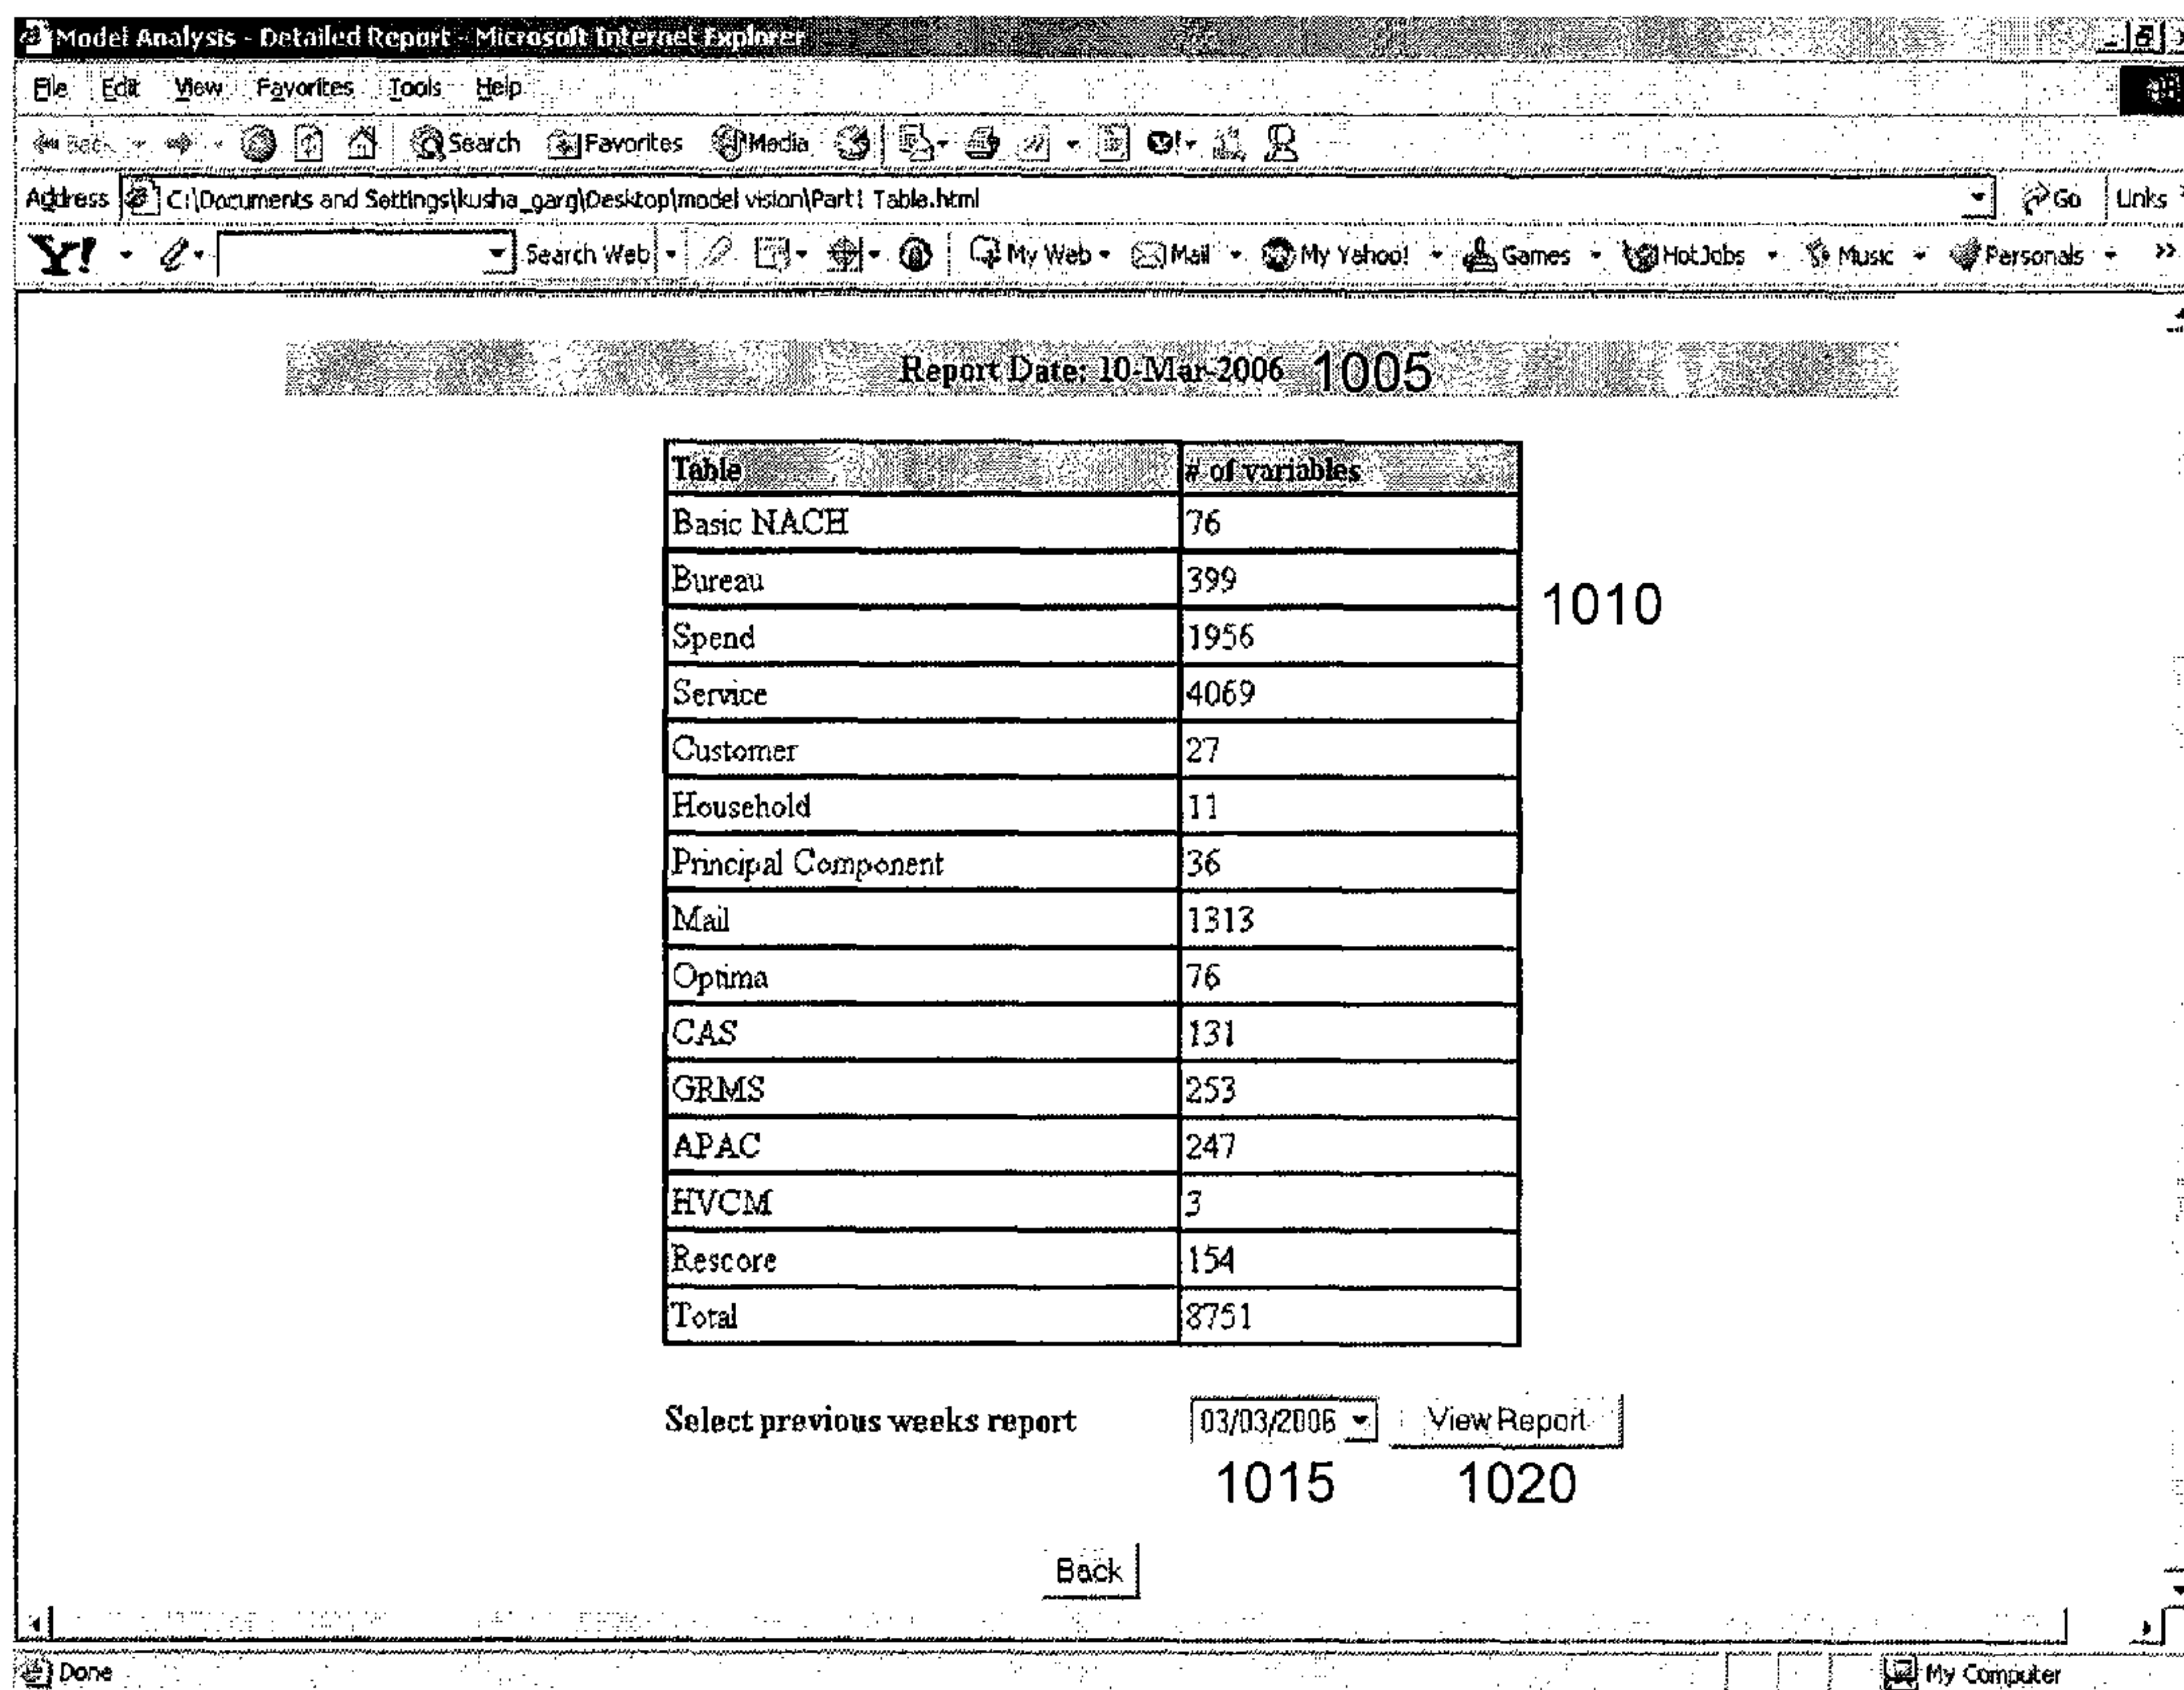 Model Analysis - Detailed Report - Microsoft Internet Explorer
File Edit View Favorites Tools Help
Back Search Favorites Media
Address C:\Documents and Settings\kusha_garg\Desktop\model vision\Part1 Table.html Go Links
Y! Search Web My Web Mail My Yahoo! Games HotJobs Music Personals >>
Report Date: 10-Mar-2006 1005
Table # of variables
Basic NACH 76
Bureau 399
1010
Spend 1956
Service 4069
Customer 27
Household 11
Principal Component 36
Mail 1313
Optima 76
CAS 131
GRMS 253
APAC 247
HVCM 3
Rescore 154
Total 8751
Select previous weeks report 03/03/2006 View Report
1015 1020
Back
Done My Computer